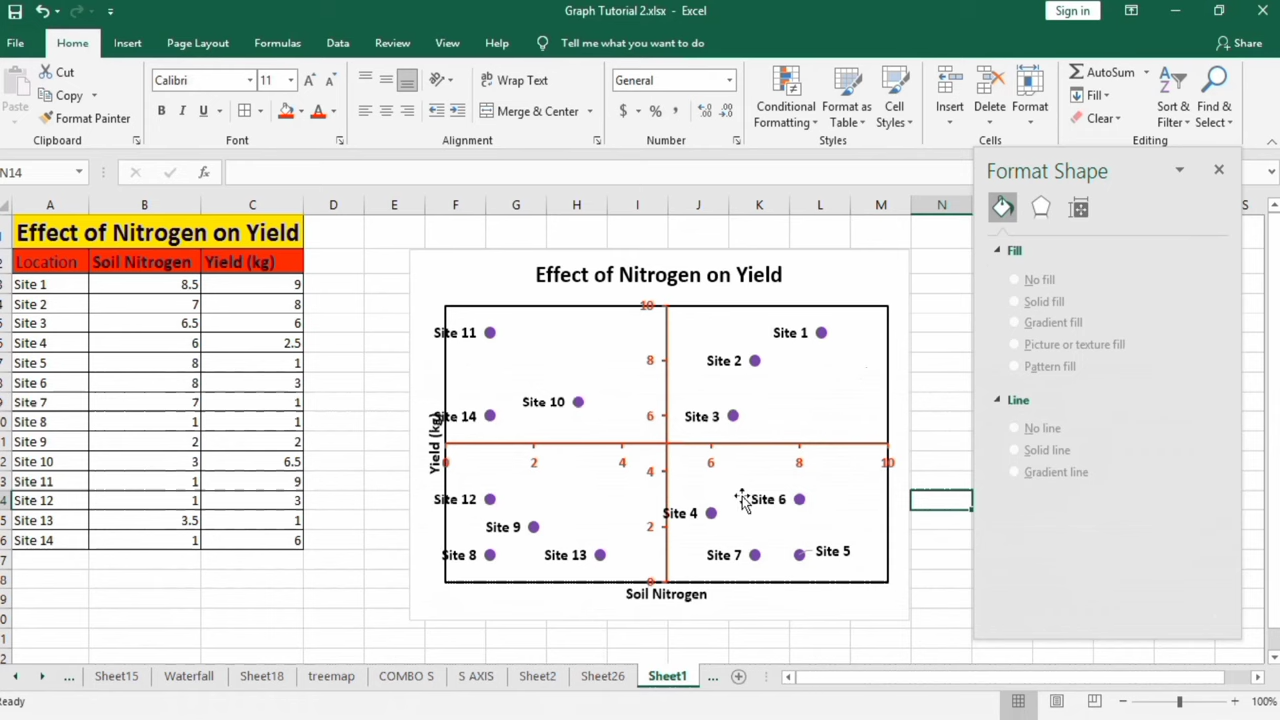 Graph Tutorial 2.xlsx - Excel
Sign in
File Home Insert Page Layout Formulas Data Review View Help Tell me what you want to do Share
Paste
Cut
Copy
Format Painter
Calibri 11
B I U
Wrap Text
Merge & Center
General
$ % ,
Conditional Formatting
Format as Table
Cell Styles
Insert Delete Format
AutoSum
Fill
Clear
Sort & Filter
Find & Select
Clipboard Font Alignment Number Styles Cells Editing
N14
fx
A B C D E F G H I J K L M N S
Effect of Nitrogen on Yield
Location Soil Nitrogen Yield (kg)
Site 1 8.5 9
Site 2 7 8
Site 3 6.5 6
Site 4 6 2.5
Site 5 8 1
Site 6 8 3
Site 7 7 1
Site 8 1 1
Site 9 2 2
Site 10 3 6.5
Site 11 1 9
Site 12 1 3
Site 13 3.5 1
Site 14 1 6
Effect of Nitrogen on Yield
10
Site 11 Site 1
8 Site 2
Site 10
Site 14 6 Site 3
Yield (kg)
0 2 4 6 8 10
4
Site 12 Site 6
Site 4
Site 9 2
Site 8 Site 13 Site 7 Site 5
0
Soil Nitrogen
Format Shape
Fill
No fill
Solid fill
Gradient fill
Picture or texture fill
Pattern fill
Line
No line
Solid line
Gradient line
... Sheet15 Waterfall Sheet18 treemap COMBO S S AXIS Sheet2 Sheet26 Sheet1 ...
100%